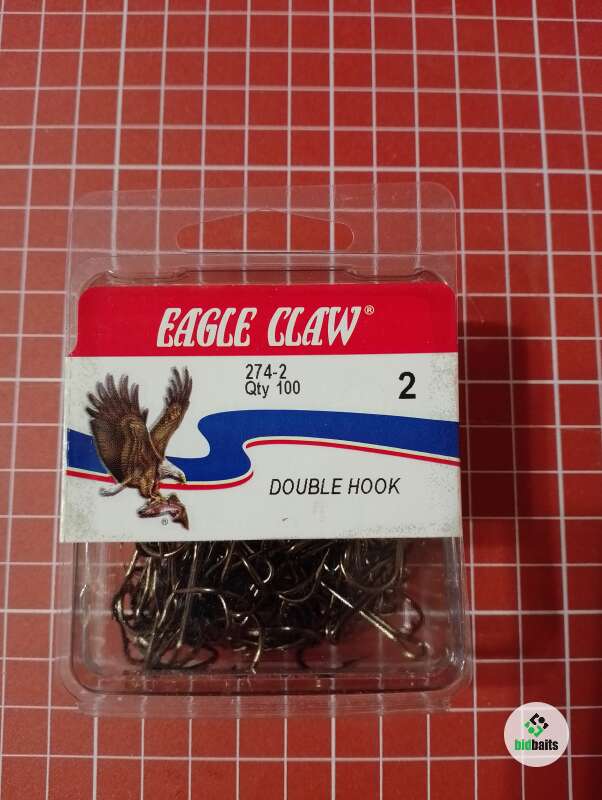 EAGLE CLAW®
274-2
Qty 100
2
DOUBLE HOOK
®
bidbaits